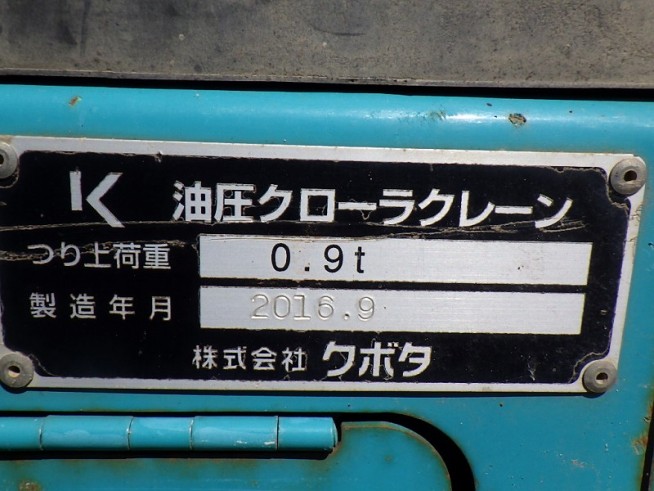 K 油圧クローラクレーン
つり上荷重 0.9t
製造年月 2016.9
株式会社 クボタ